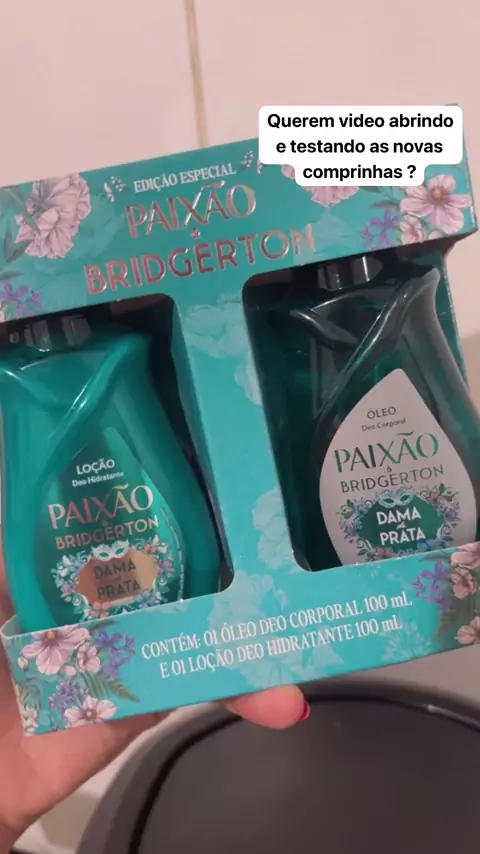 Querem video abrindo
e testando as novas
comprinhas ?
EDIÇÃO ESPECIAL
PAIXÃO
&
BRIDGERTON
LOÇÃO
Deo Hidratante
PAIXÃO
&
BRIDGERTON
DAMA
de
PRATA
ÓLEO
Deo Corporal
PAIXÃO
&
BRIDGERTON
DAMA
de
PRATA
CONTÉM: 01 ÓLEO DEO CORPORAL 100 mL
E 01 LOÇÃO DEO HIDRATANTE 100 mL